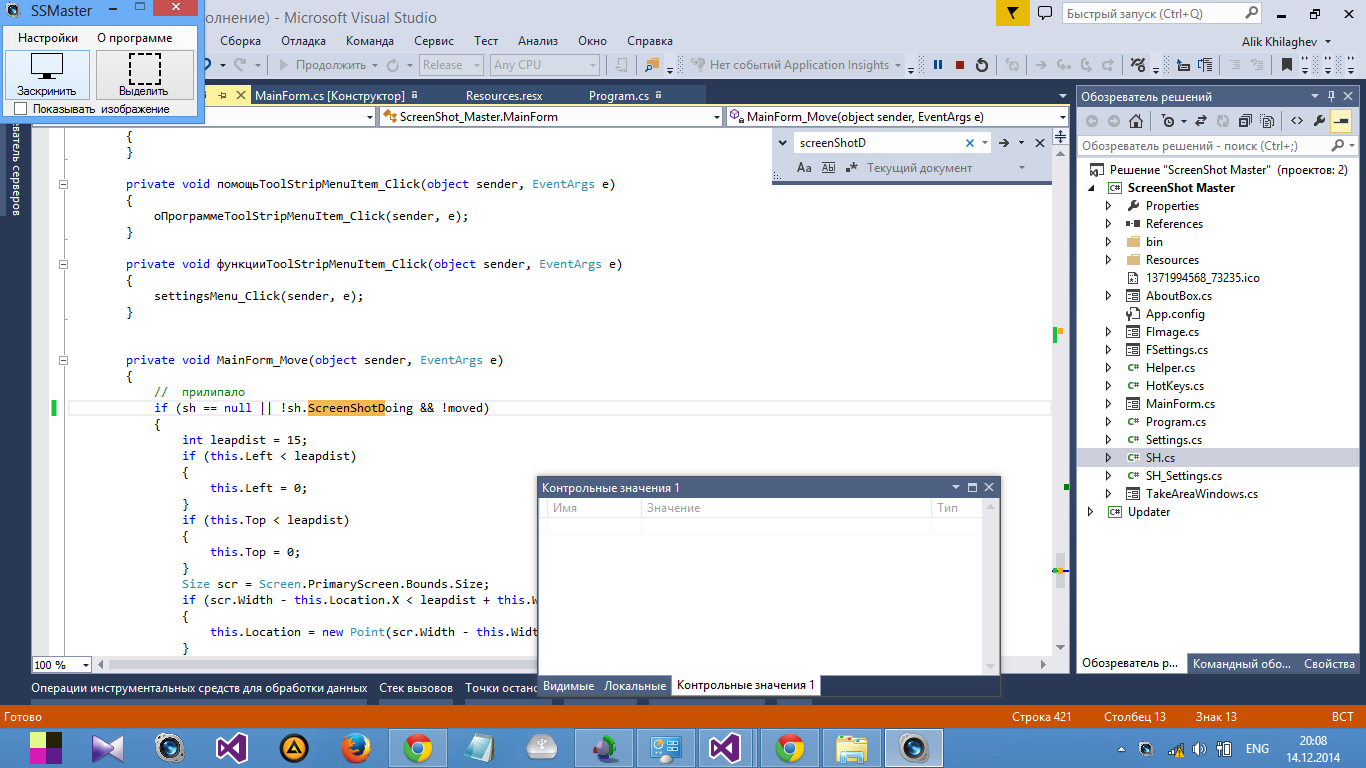 SSMaster
олнение) - Microsoft Visual Studio
Быстрый запуск (Ctrl+Q)
Настройки О программе
Сборка Отладка Команда Сервис Тест Анализ Окно Справка
Alik Khilaghev
Заскринить Выделить
Продолжить Release Any CPU Нет событий Application Insights
Показывать изображение
MainForm.cs [Конструктор] Resources.resx Program.cs
ScreenShot_Master.MainForm
MainForm_Move(object sender, EventArgs e)
ватель серверов
screenShotD
Aa Ab Текущий документ
{
}
private void помощьToolStripMenuItem_Click(object sender, EventArgs e)
{
оПрограммеToolStripMenuItem_Click(sender, e);
}
private void функцииToolStripMenuItem_Click(object sender, EventArgs e)
{
settingsMenu_Click(sender, e);
}
private void MainForm_Move(object sender, EventArgs e)
{
// прилипало
if (sh == null || !sh.ScreenShotDoing && !moved)
{
int leapdist = 15;
if (this.Left < leapdist)
{
this.Left = 0;
}
if (this.Top < leapdist)
{
this.Top = 0;
}
Size scr = Screen.PrimaryScreen.Bounds.Size;
if (scr.Width - this.Location.X < leapdist + this.W
{
this.Location = new Point(scr.Width - this.Widt
}
100 %
Контрольные значения 1
Имя Значение Тип
Видимые Локальные Контрольные значения 1
Обозреватель решений
Обозреватель решений - поиск (Ctrl+;)
Решение "ScreenShot Master" (проектов: 2)
ScreenShot Master
Properties
References
bin
Resources
1371994568_73235.ico
AboutBox.cs
App.config
FImage.cs
FSettings.cs
Helper.cs
HotKeys.cs
MainForm.cs
Program.cs
Settings.cs
SH.cs
SH_Settings.cs
TakeAreaWindows.cs
Updater
Обозреватель р... Командный обо... Свойства
Операции инструментальных средств для обработки данных Стек вызовов Точки остано
Готово Строка 421 Столбец 13 Знак 13 ВСТ
ENG
20:08
14.12.2014